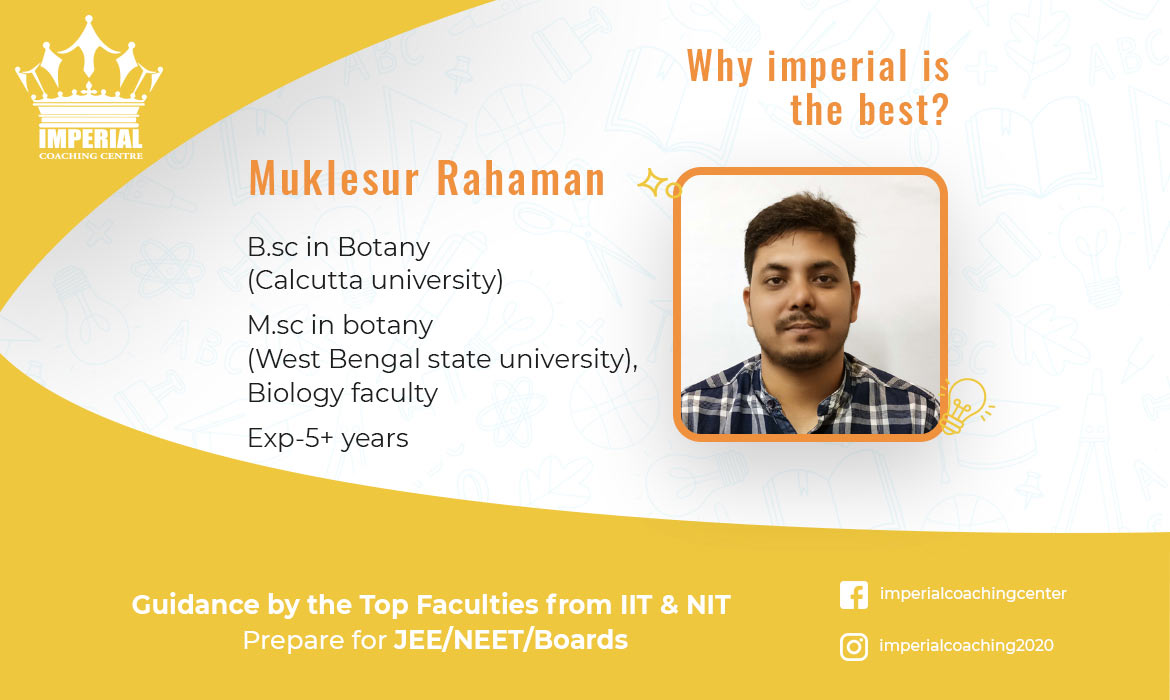 IMPERIAL
COACHING CENTRE
Why imperial is
the best?
Muklesur Rahaman
B.sc in Botany
(Calcutta university)
M.sc in botany
(West Bengal state university),
Biology faculty
Exp-5+ years
Guidance by the Top Faculties from IIT & NIT
Prepare for JEE/NEET/Boards
imperialcoachingcenter
imperialcoaching2020